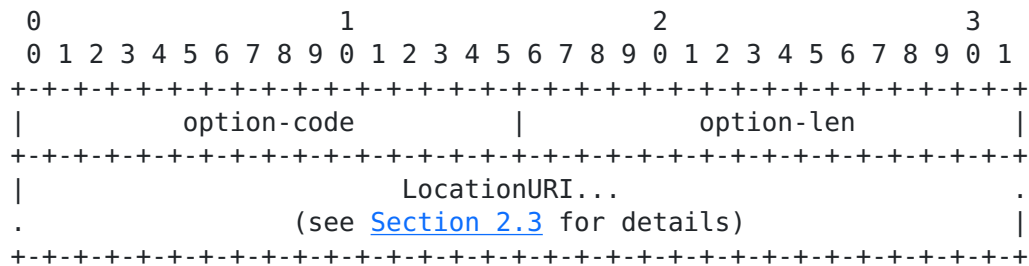 0                   1                   2                   3
 0 1 2 3 4 5 6 7 8 9 0 1 2 3 4 5 6 7 8 9 0 1 2 3 4 5 6 7 8 9 0 1
+-+-+-+-+-+-+-+-+-+-+-+-+-+-+-+-+-+-+-+-+-+-+-+-+-+-+-+-+-+-+-+-+
|          option-code          |           option-len          |
+-+-+-+-+-+-+-+-+-+-+-+-+-+-+-+-+-+-+-+-+-+-+-+-+-+-+-+-+-+-+-+-+
|                        LocationURI...                         .
.                 (see Section 2.3 for details)                 |
+-+-+-+-+-+-+-+-+-+-+-+-+-+-+-+-+-+-+-+-+-+-+-+-+-+-+-+-+-+-+-+-+